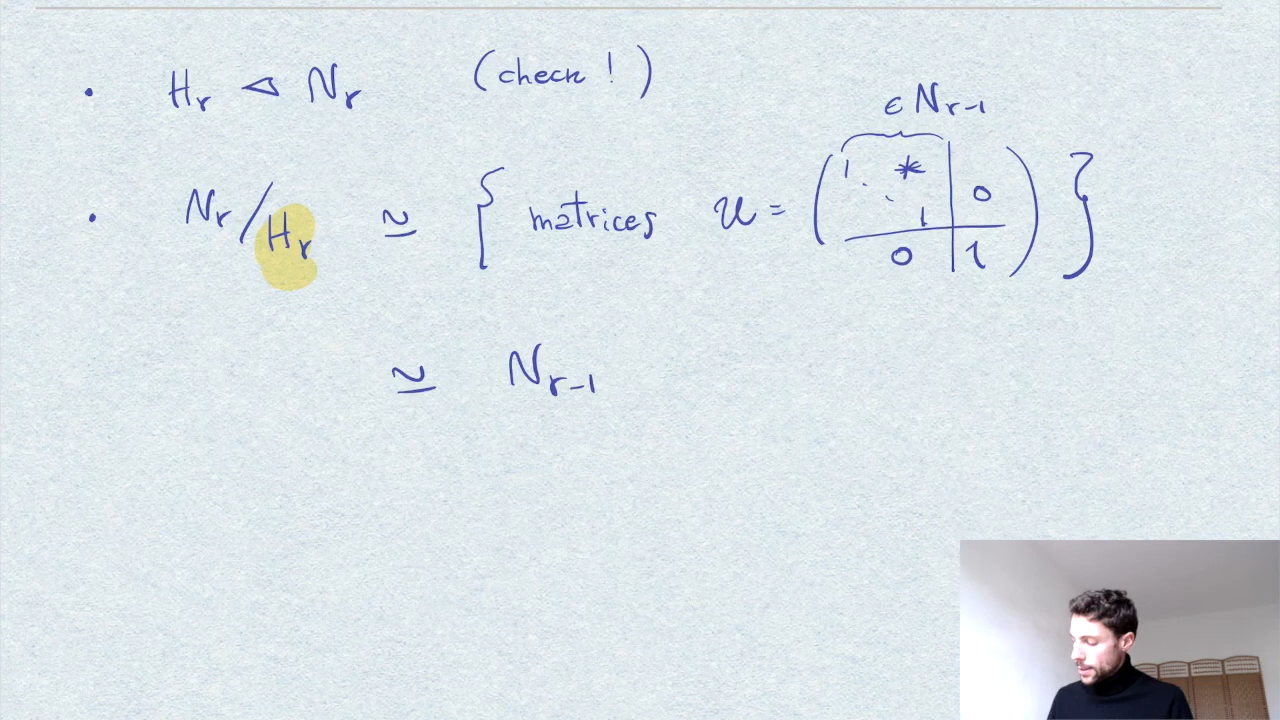 • H_r ◁ N_r (check !)
∈ N_{r-1}
• N_r / H_r ≃ { matrices u = ( 1 * | 0
⋱ 1
0 | 1 ) }
≃ N_{r-1}